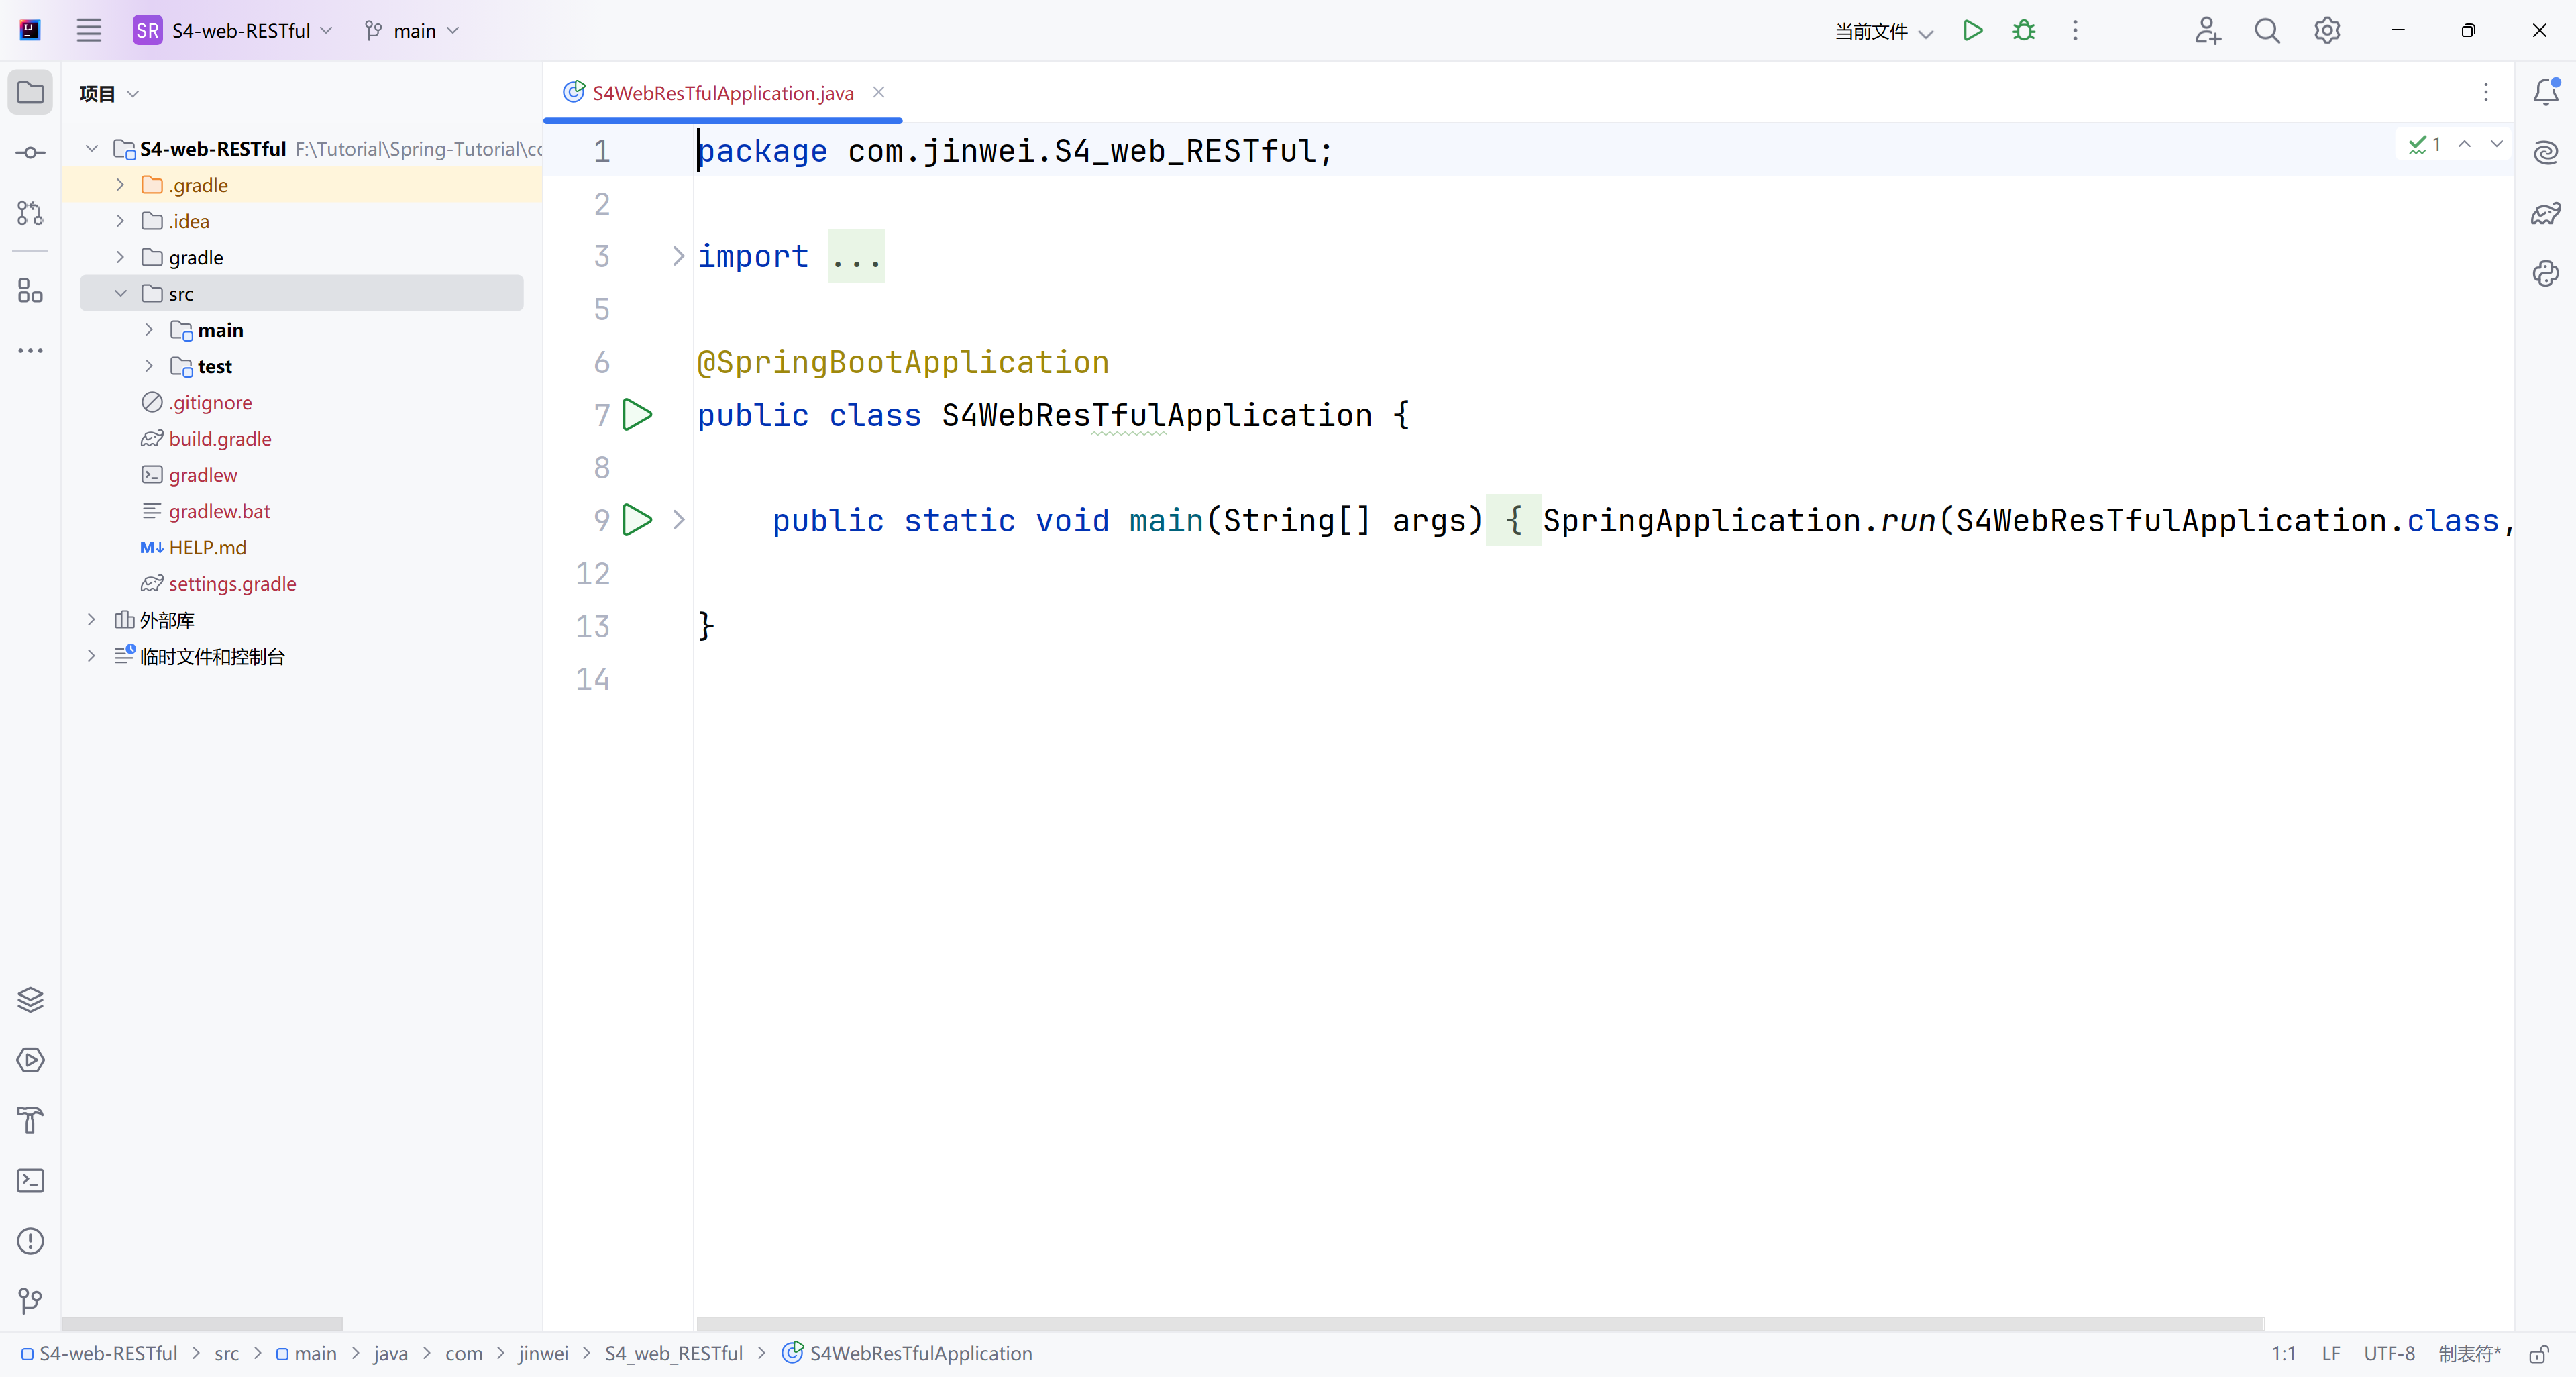 SR S4-web-RESTful main 当前文件
项目
S4WebResTfulApplication.java
S4-web-RESTful F:\Tutorial\Spring-Tutorial\co
.gradle
.idea
gradle
src
main
test
.gitignore
build.gradle
gradlew
gradlew.bat
M↓ HELP.md
settings.gradle
外部库
临时文件和控制台
1 package com.jinwei.S4_web_RESTful; 1
2
3 import ...
5
6 @SpringBootApplication
7 public class S4WebResTfulApplication {
8
9 public static void main(String[] args) { SpringApplication.run(S4WebResTfulApplication.class,
12
13 }
14
S4-web-RESTful > src > main > java > com > jinwei > S4_web_RESTful > S4WebResTfulApplication 1:1 LF UTF-8 制表符*